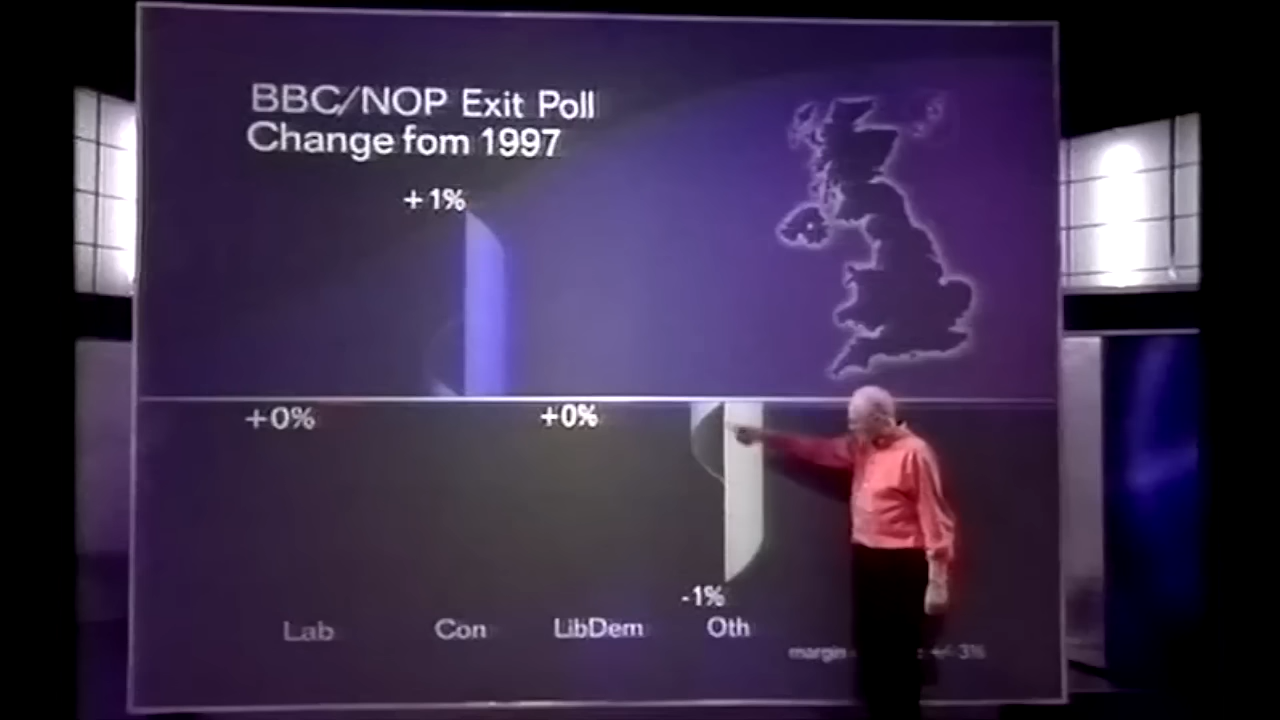 BBC/NOP Exit Poll
Change fom 1997
+1%
+0%
+0%
-1%
Lab
Con
LibDem
Oth
margin +/-3%